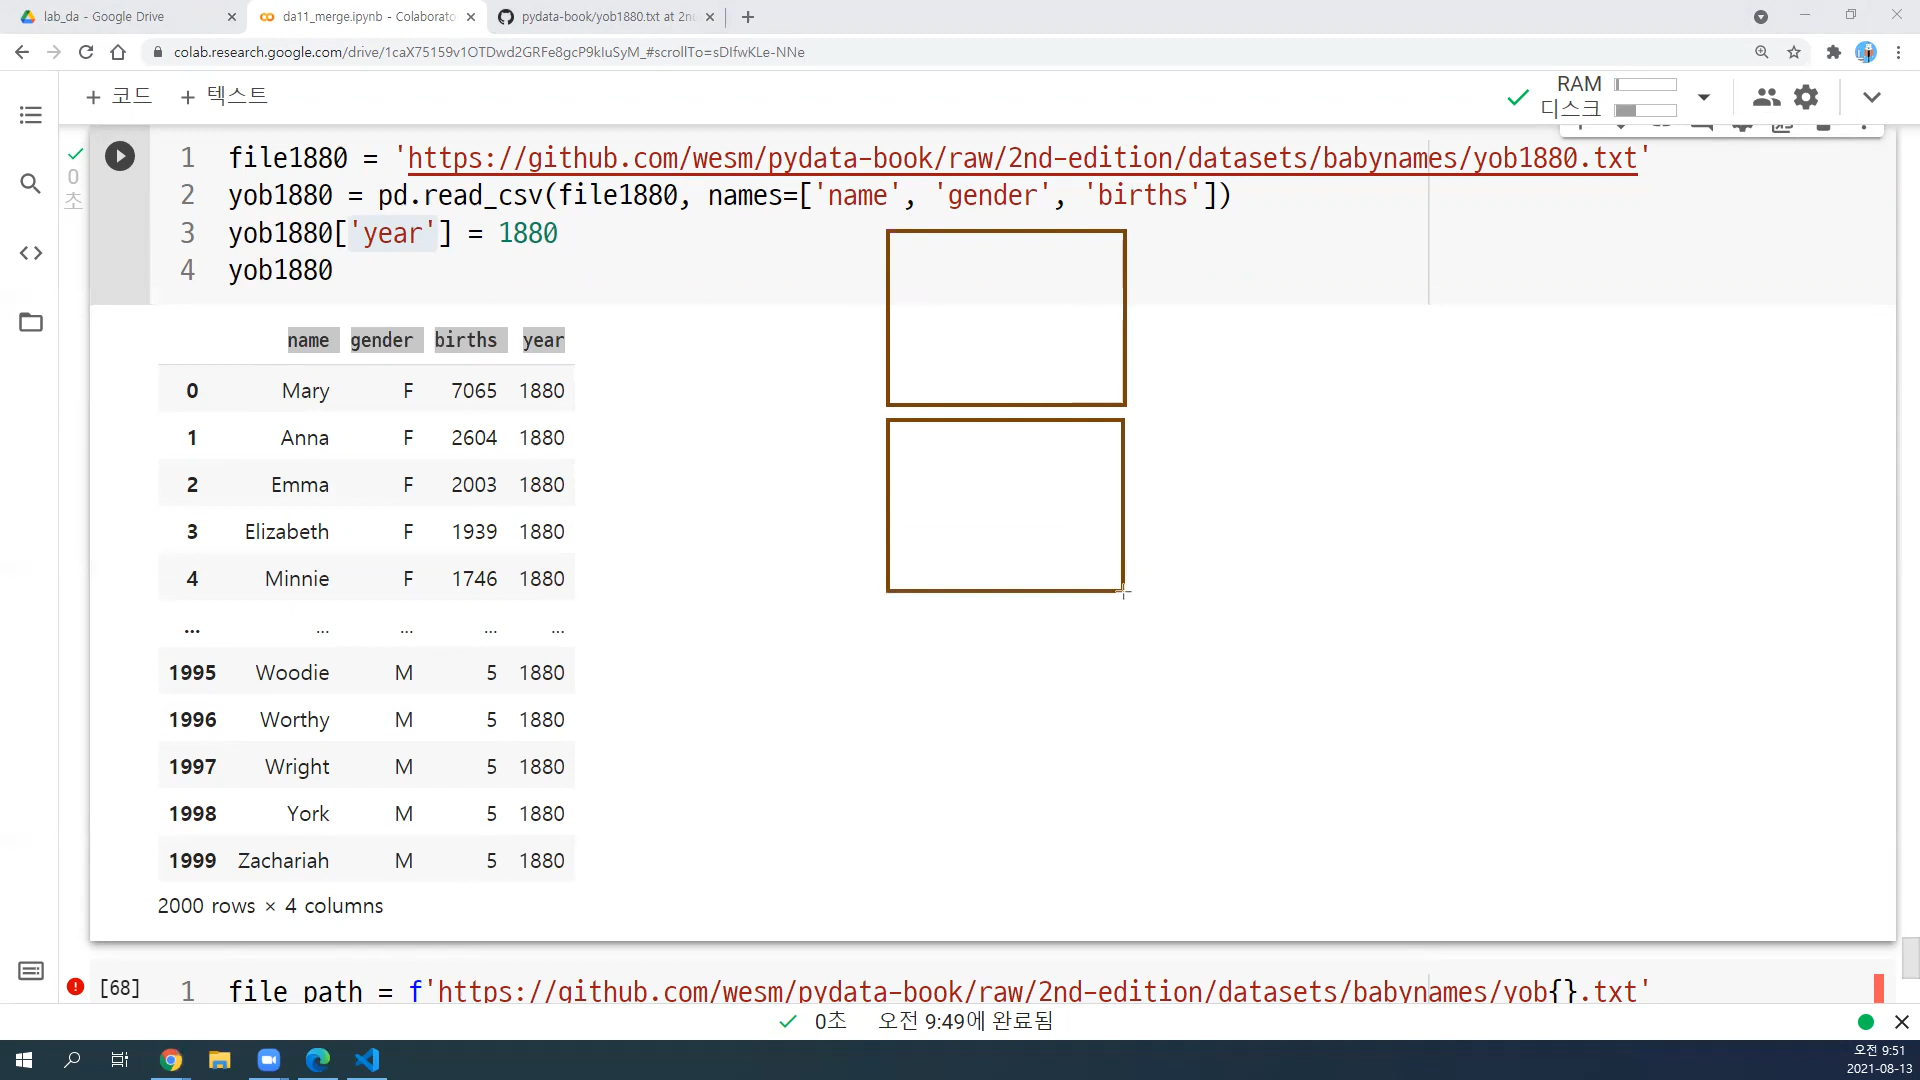 lab_da - Google Drive
da11_merge.ipynb - Colaborato
pydata-book/yob1880.txt at 2nd
colab.research.google.com/drive/1caX75159v1OTDwd2GRFe8gcP9kIuSyM_#scrollTo=sDIfwKLe-NNe
+ 코드 + 텍스트
RAM
디스크
0
초
1 file1880 = 'https://github.com/wesm/pydata-book/raw/2nd-edition/datasets/babynames/yob1880.txt'
2 yob1880 = pd.read_csv(file1880, names=['name', 'gender', 'births'])
3 yob1880['year'] = 1880
4 yob1880
name gender births year
0 Mary F 7065 1880
1 Anna F 2604 1880
2 Emma F 2003 1880
3 Elizabeth F 1939 1880
4 Minnie F 1746 1880
... ... ... ... ...
1995 Woodie M 5 1880
1996 Worthy M 5 1880
1997 Wright M 5 1880
1998 York M 5 1880
1999 Zachariah M 5 1880
2000 rows × 4 columns
[68] 1 file_path = f'https://github.com/wesm/pydata-book/raw/2nd-edition/datasets/babynames/yob{}.txt'
0초 오전 9:49에 완료됨
오전 9:51
2021-08-13